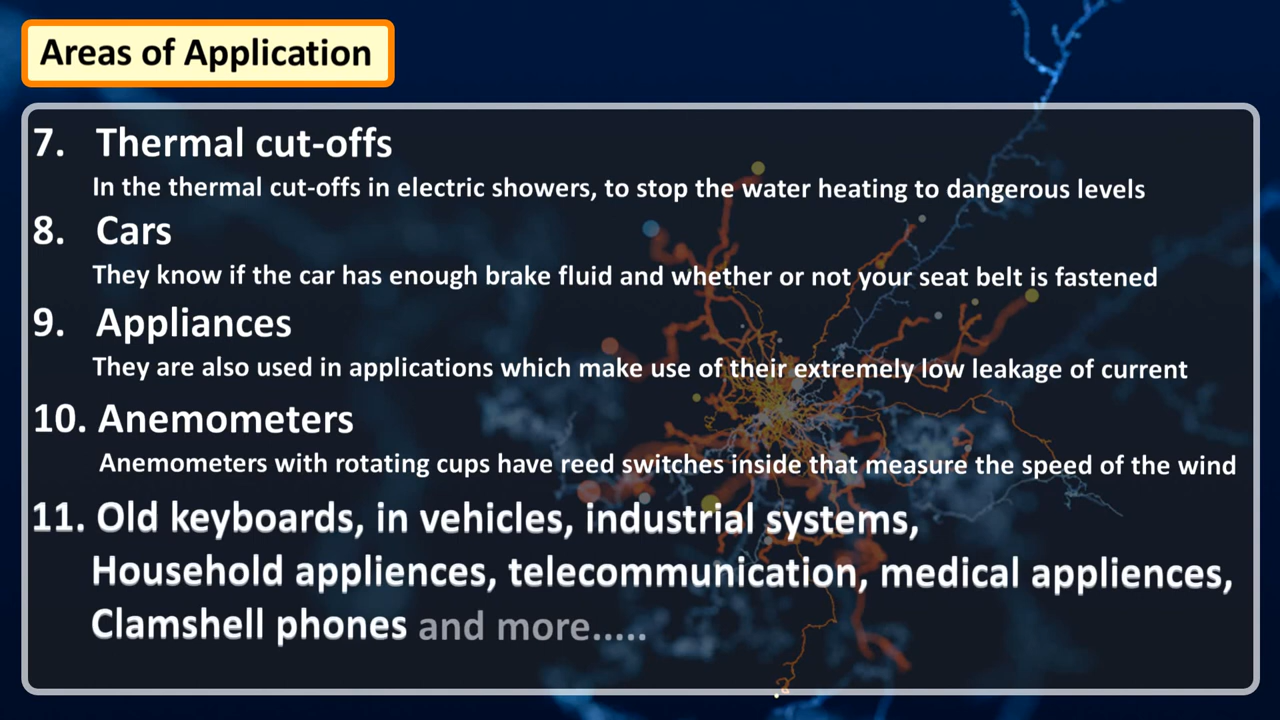 Areas of Application
7. Thermal cut-offs
In the thermal cut-offs in electric showers, to stop the water heating to dangerous levels
8. Cars
They know if the car has enough brake fluid and whether or not your seat belt is fastened
9. Appliances
They are also used in applications which make use of their extremely low leakage of current
10. Anemometers
Anemometers with rotating cups have reed switches inside that measure the speed of the wind
11. Old keyboards, in vehicles, industrial systems,
Household appliences, telecommunication, medical appliences,
Clamshell phones and more.....